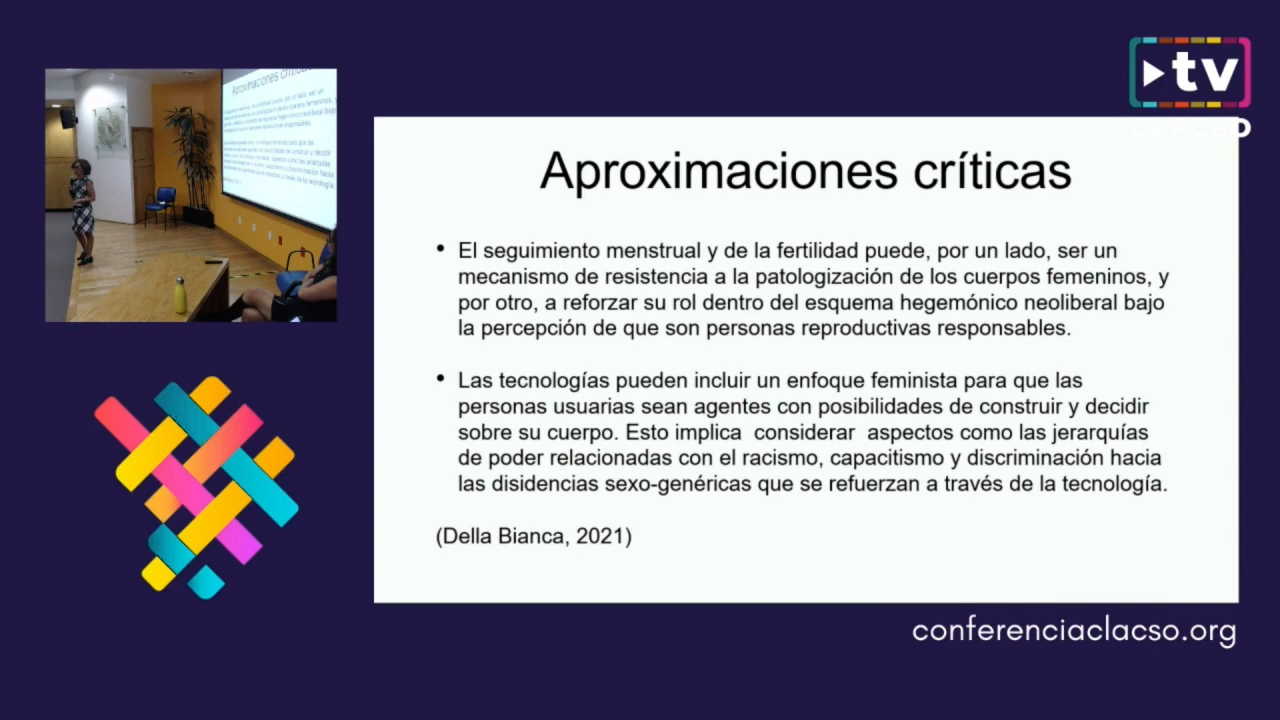 tv
CLACSO
Aproximaciones críticas
• El seguimiento menstrual y de la fertilidad puede, por un lado, ser un
mecanismo de resistencia a la patologización de los cuerpos femeninos, y
por otro, a reforzar su rol dentro del esquema hegemónico neoliberal bajo
la percepción de que son personas reproductivas responsables.
• Las tecnologías pueden incluir un enfoque feminista para que las
personas usuarias sean agentes con posibilidades de construir y decidir
sobre su cuerpo. Esto implica considerar aspectos como las jerarquías
de poder relacionadas con el racismo, capacitismo y discriminación hacia
las disidencias sexo-genéricas que se refuerzan a través de la tecnología.
(Della Bianca, 2021)
conferenciaclacso.org
Aproximaciones críticas